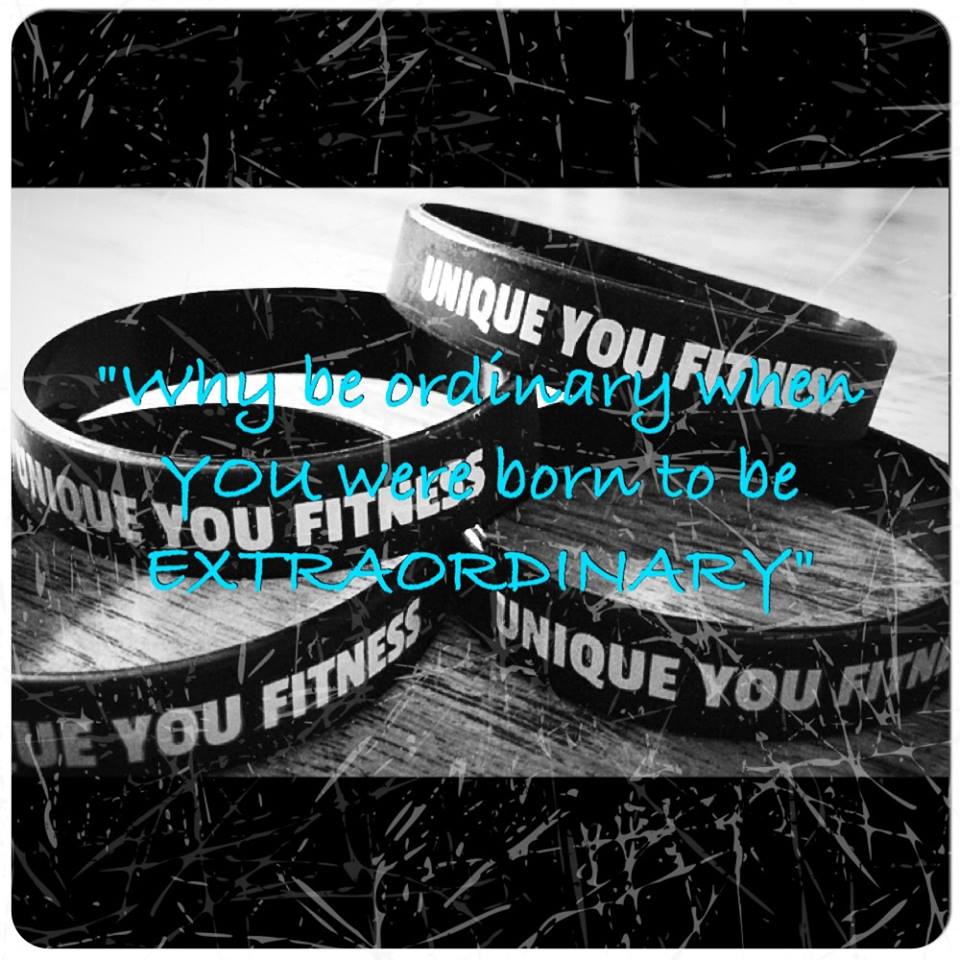 UNIQUE YOU FITNESS
"Why be ordinary when
YOU were born to be
UNIQUE YOU FITNESS
EXTRAORDINARY"
UE YOU FITNESS
UNIQUE YOU FITN